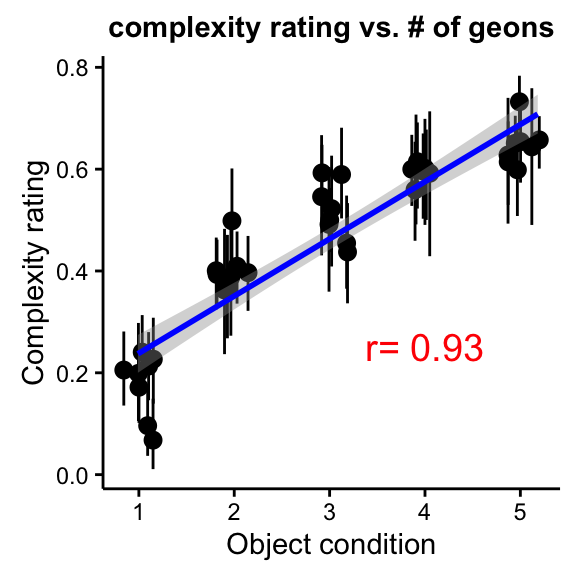 complexity rating vs. # of geons
0.8
0.6
0.4
0.2
0.0
Complexity rating
r= 0.93
1 2 3 4 5
Object condition